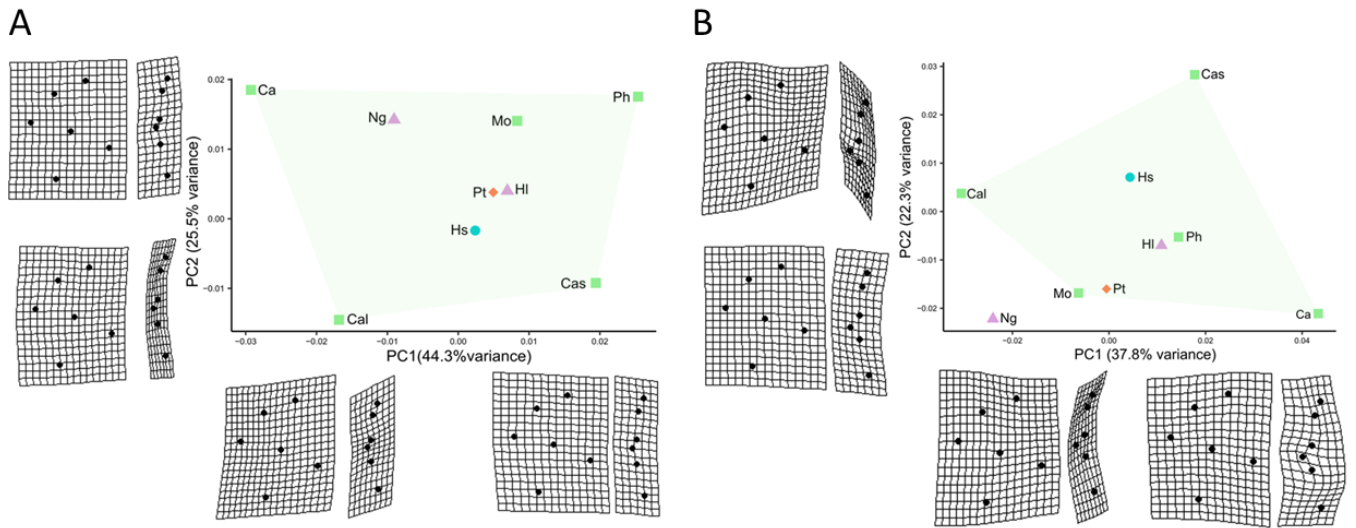 A
B
0.02
0.01
0.00
−0.01
PC2 (25.5% variance)
Ca
Ph
Ng
Mo
Pt
Hl
Hs
Cas
Cal
−0.03
−0.02
−0.01
0.00
0.01
0.02
PC1(44.3%variance)
0.03
0.02
0.01
0.00
−0.01
−0.02
PC2 (22.3% variance)
Cas
Hs
Cal
Ph
Hl
Pt
Mo
Ng
Ca
−0.02
0.00
0.02
0.04
PC1 (37.8% variance)